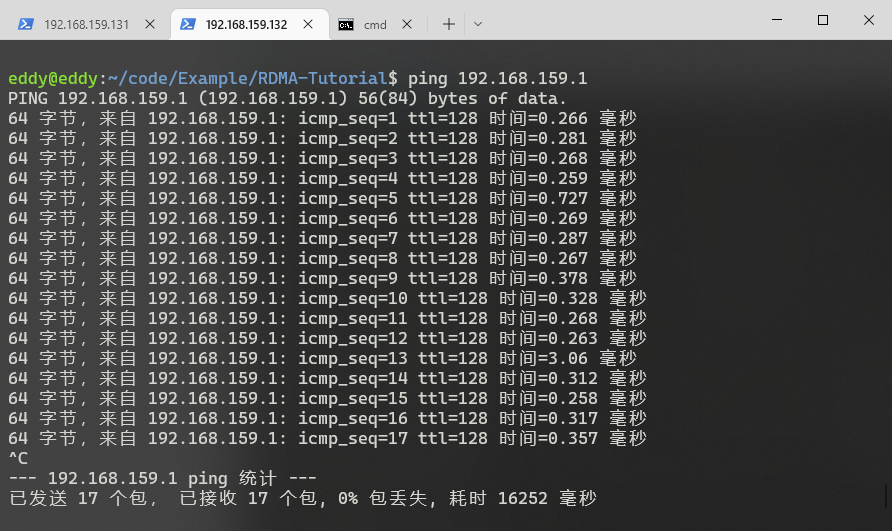 192.168.159.131
192.168.159.132
cmd
eddy@eddy:~/code/Example/RDMA-Tutorial$ ping 192.168.159.1
PING 192.168.159.1 (192.168.159.1) 56(84) bytes of data.
64 字节，来自 192.168.159.1: icmp_seq=1 ttl=128 时间=0.266 毫秒
64 字节，来自 192.168.159.1: icmp_seq=2 ttl=128 时间=0.281 毫秒
64 字节，来自 192.168.159.1: icmp_seq=3 ttl=128 时间=0.268 毫秒
64 字节，来自 192.168.159.1: icmp_seq=4 ttl=128 时间=0.259 毫秒
64 字节，来自 192.168.159.1: icmp_seq=5 ttl=128 时间=0.727 毫秒
64 字节，来自 192.168.159.1: icmp_seq=6 ttl=128 时间=0.269 毫秒
64 字节，来自 192.168.159.1: icmp_seq=7 ttl=128 时间=0.287 毫秒
64 字节，来自 192.168.159.1: icmp_seq=8 ttl=128 时间=0.267 毫秒
64 字节，来自 192.168.159.1: icmp_seq=9 ttl=128 时间=0.378 毫秒
64 字节，来自 192.168.159.1: icmp_seq=10 ttl=128 时间=0.328 毫秒
64 字节，来自 192.168.159.1: icmp_seq=11 ttl=128 时间=0.268 毫秒
64 字节，来自 192.168.159.1: icmp_seq=12 ttl=128 时间=0.263 毫秒
64 字节，来自 192.168.159.1: icmp_seq=13 ttl=128 时间=3.06 毫秒
64 字节，来自 192.168.159.1: icmp_seq=14 ttl=128 时间=0.312 毫秒
64 字节，来自 192.168.159.1: icmp_seq=15 ttl=128 时间=0.258 毫秒
64 字节，来自 192.168.159.1: icmp_seq=16 ttl=128 时间=0.317 毫秒
64 字节，来自 192.168.159.1: icmp_seq=17 ttl=128 时间=0.357 毫秒
^C
--- 192.168.159.1 ping 统计 ---
已发送 17 个包， 已接收 17 个包, 0% 包丢失, 耗时 16252 毫秒